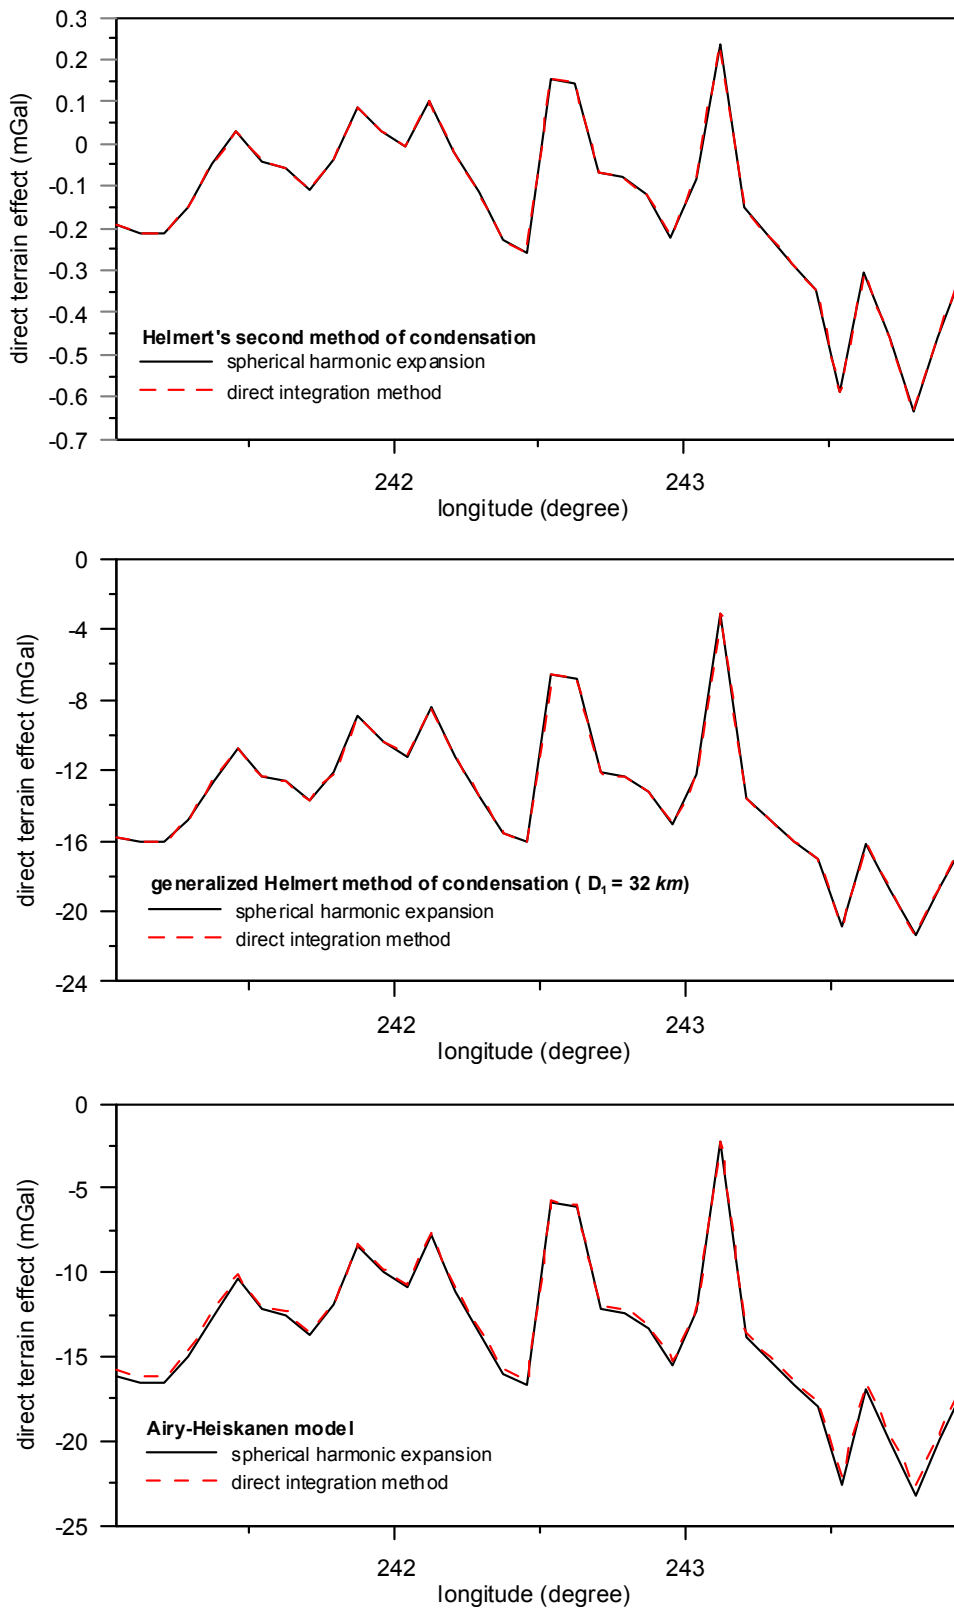 direct terrain effect (mGal)
0.3
0.2
0.1
0
-0.1
-0.2
-0.3
-0.4
-0.5
-0.6
-0.7
Helmert's second method of condensation
spherical harmonic expansion
direct integration method
242
243
longitude (degree)
direct terrain effect (mGal)
0
-4
-8
-12
-16
-20
-24
generalized Helmert method of condensation ( D₁ = 32 km)
spherical harmonic expansion
direct integration method
242
243
longitude (degree)
direct terrain effect (mGal)
0
-5
-10
-15
-20
-25
Airy-Heiskanen model
spherical harmonic expansion
direct integration method
242
243
longitude (degree)